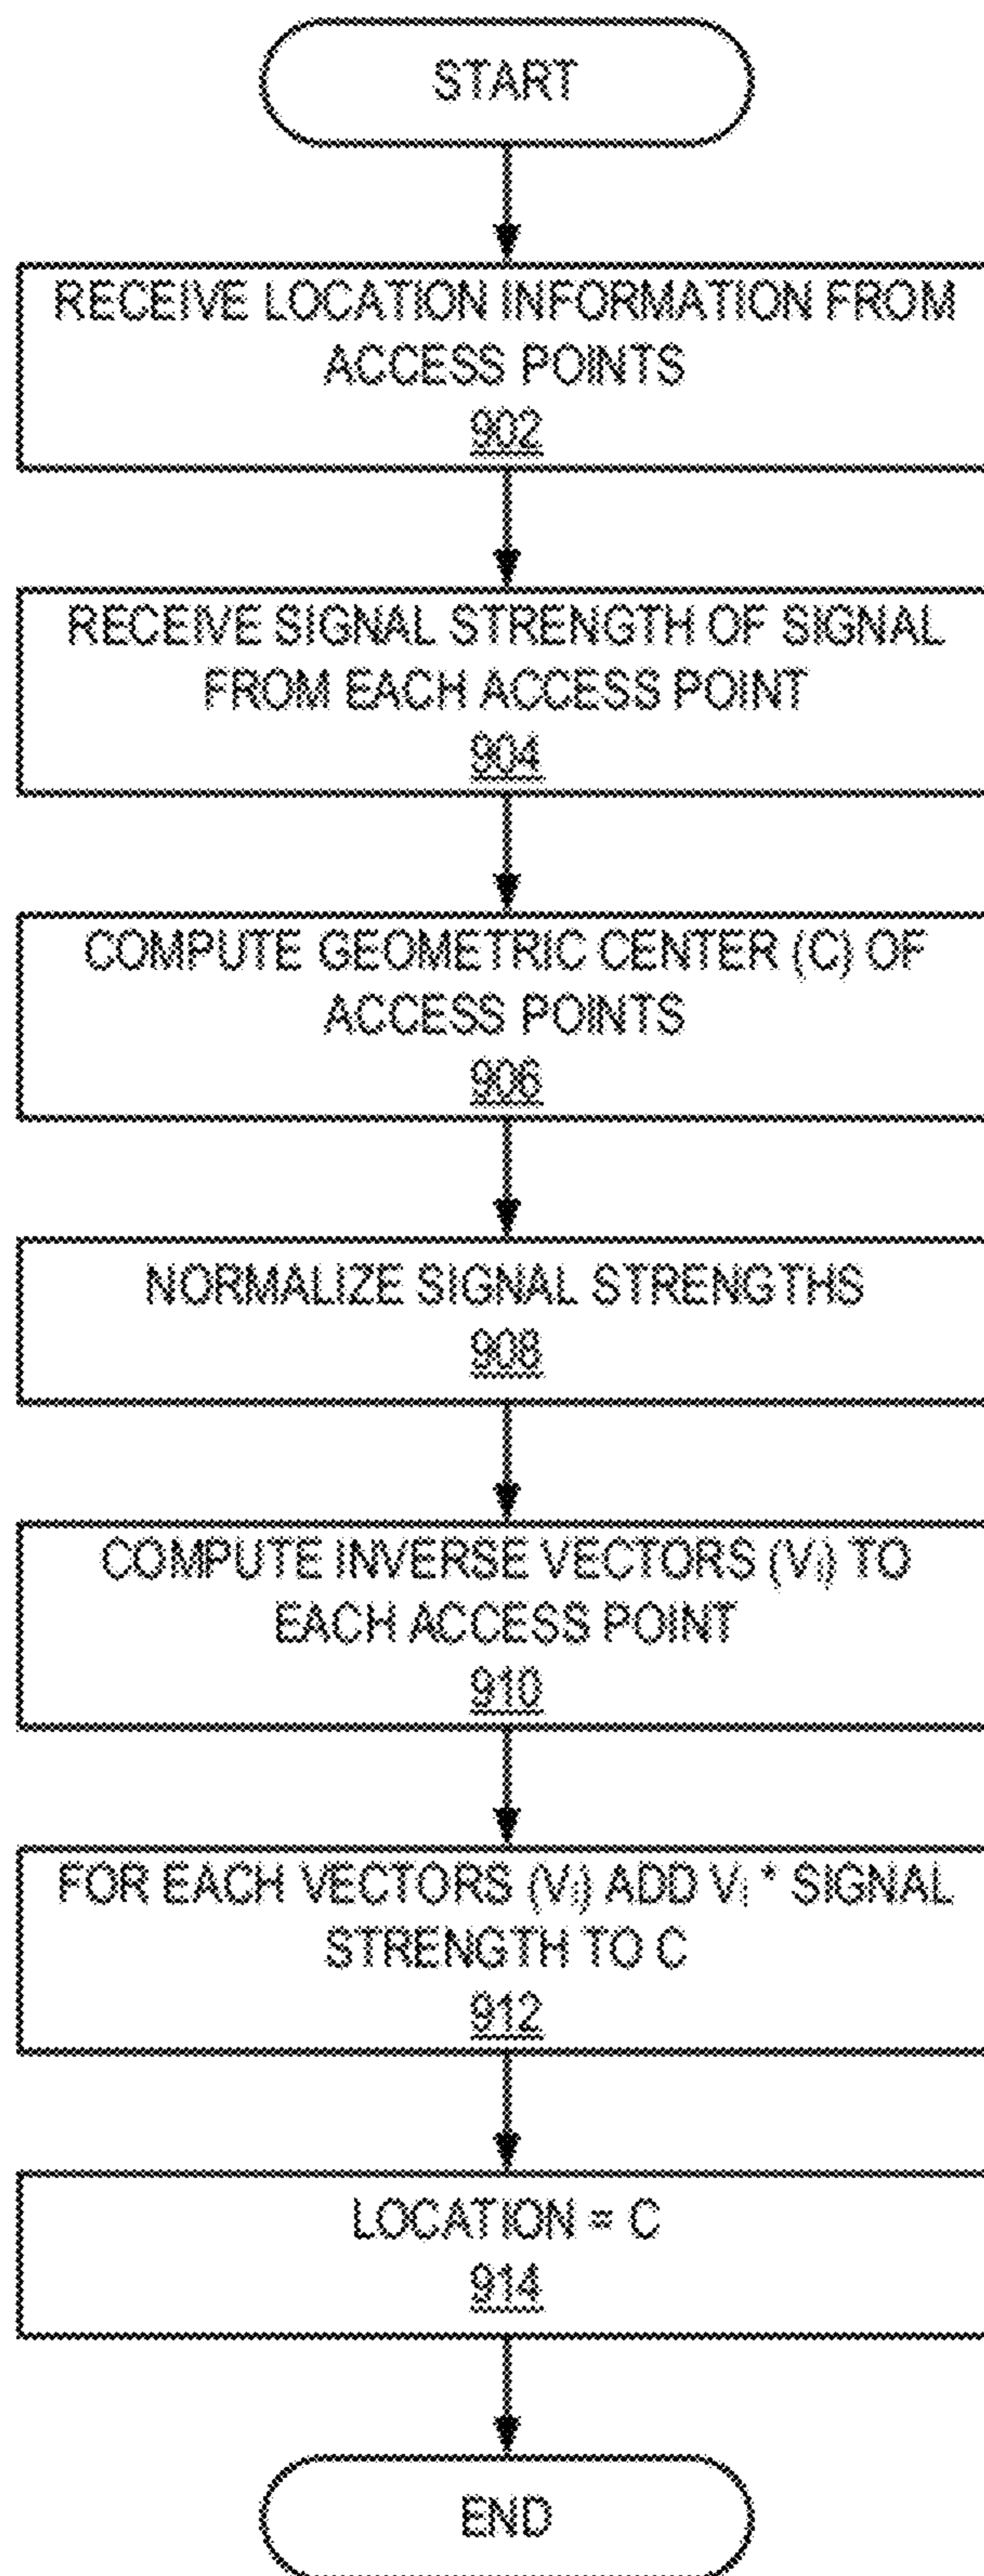 START
RECEIVE LOCATION INFORMATION FROM
ACCESS POINTS
902
RECEIVE SIGNAL STRENGTH OF SIGNAL
FROM EACH ACCESS POINT
904
COMPUTE GEOMETRIC CENTER (C) OF
ACCESS POINTS
906
NORMALIZE SIGNAL STRENGTHS
908
COMPUTE INVERSE VECTORS (Vi) TO
EACH ACCESS POINT
910
FOR EACH VECTORS (Vi) ADD Vi * SIGNAL
STRENGTH TO C
912
LOCATION = C
914
END